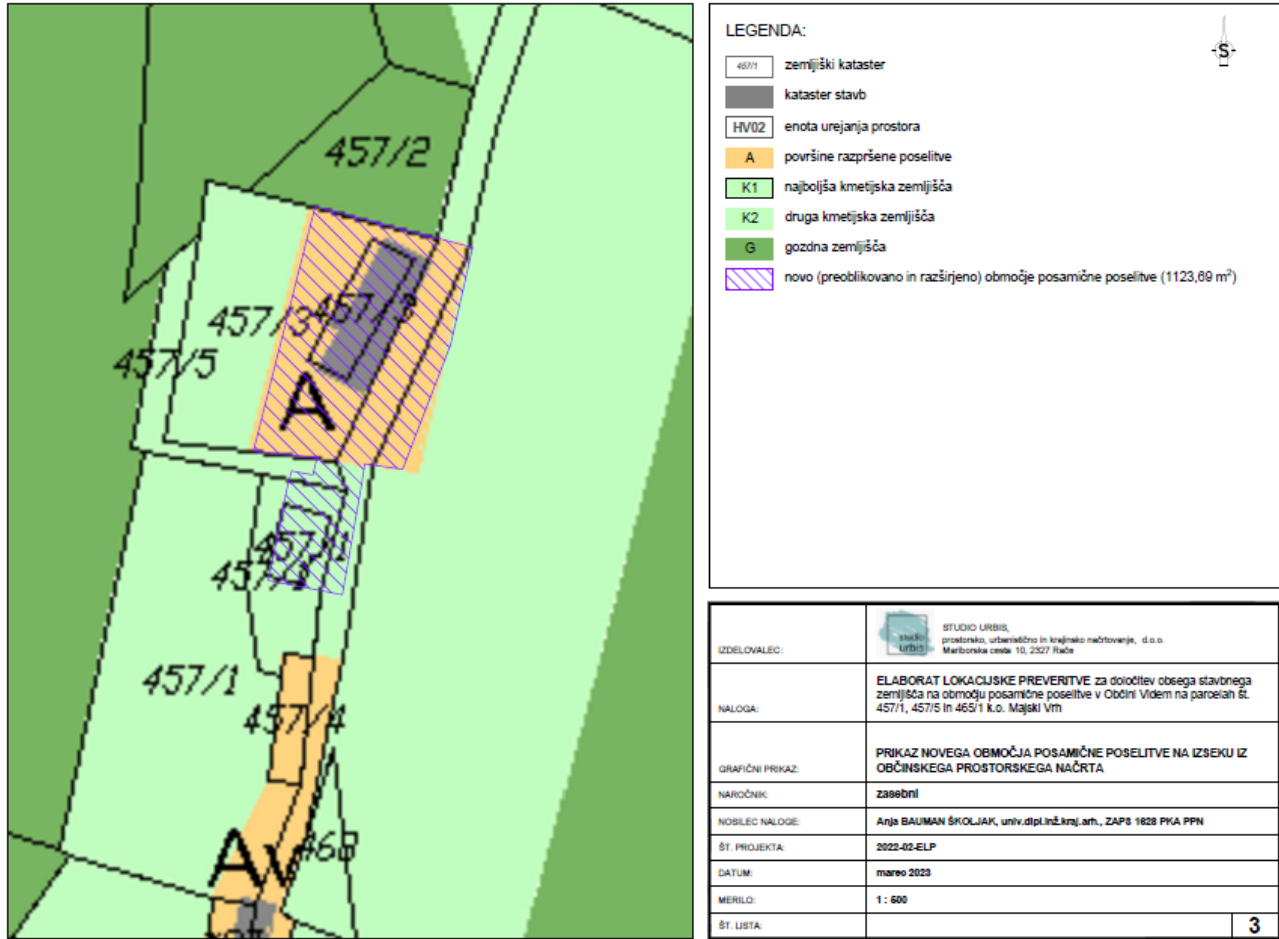 457/2
457/3
457/3
457/5
A
457/1
457/1
457/4
Av
468
LEGENDA:
S
467/1 zemljiški kataster
kataster stavb
HV02 enota urejanja prostora
A površine razpršene poselitve
K1 najboljša kmetijska zemljišča
K2 druga kmetijska zemljišča
G gozdna zemljišča
novo (preoblikovano in razširjeno) območje posamične poselitve (1123,69 m²)
IZDELOVALEC:
studio
urbis
STUDIO URBIS,
prostorsko, urbanistično in krajinsko načrtovanje, d.o.o.
Mariborska cesta 10, 2327 Rače
NALOGA:
ELABORAT LOKACIJSKE PREVERITVE za določitev obsega stavbnega
zemljišča na območju posamične poselitve v Občini Videm na parcelah št.
457/1, 457/5 in 465/1 k.o. Majski Vrh
GRAFIČNI PRIKAZ:
PRIKAZ NOVEGA OBMOČJA POSAMIČNE POSELITVE NA IZSEKU IZ
OBČINSKEGA PROSTORSKEGA NAČRTA
NAROČNIK: zasebni
NOSILEC NALOGE: Anja BAUMAN ŠKOLJAK, univ.dipl.inž.kraj.arh., ZAPS 1628 PKA PPN
ŠT. PROJEKTA: 2022-02-ELP
DATUM: marec 2023
MERILO: 1 : 500
ŠT. LISTA: 3